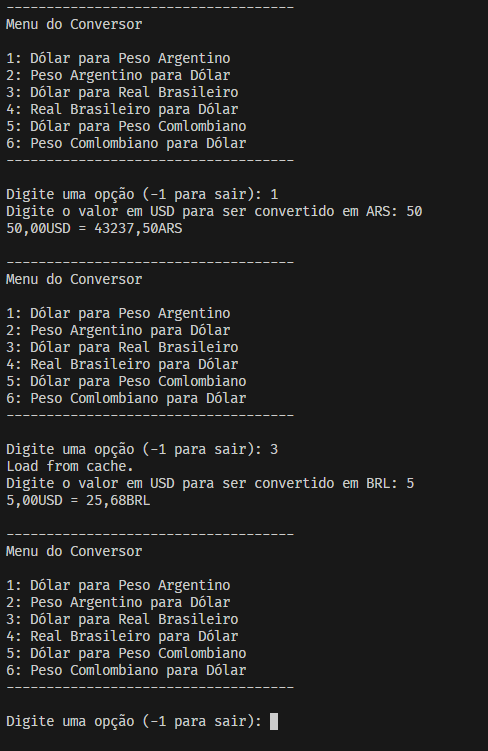 ------------------------------------
Menu do Conversor
1: Dólar para Peso Argentino
2: Peso Argentino para Dólar
3: Dólar para Real Brasileiro
4: Real Brasileiro para Dólar
5: Dólar para Peso Comlombiano
6: Peso Comlombiano para Dólar
------------------------------------
Digite uma opção (-1 para sair): 1
Digite o valor em USD para ser convertido em ARS: 50
50,00USD = 43237,50ARS
------------------------------------
Menu do Conversor
1: Dólar para Peso Argentino
2: Peso Argentino para Dólar
3: Dólar para Real Brasileiro
4: Real Brasileiro para Dólar
5: Dólar para Peso Comlombiano
6: Peso Comlombiano para Dólar
------------------------------------
Digite uma opção (-1 para sair): 3
Load from cache.
Digite o valor em USD para ser convertido em BRL: 5
5,00USD = 25,68BRL
------------------------------------
Menu do Conversor
1: Dólar para Peso Argentino
2: Peso Argentino para Dólar
3: Dólar para Real Brasileiro
4: Real Brasileiro para Dólar
5: Dólar para Peso Comlombiano
6: Peso Comlombiano para Dólar
------------------------------------
Digite uma opção (-1 para sair):